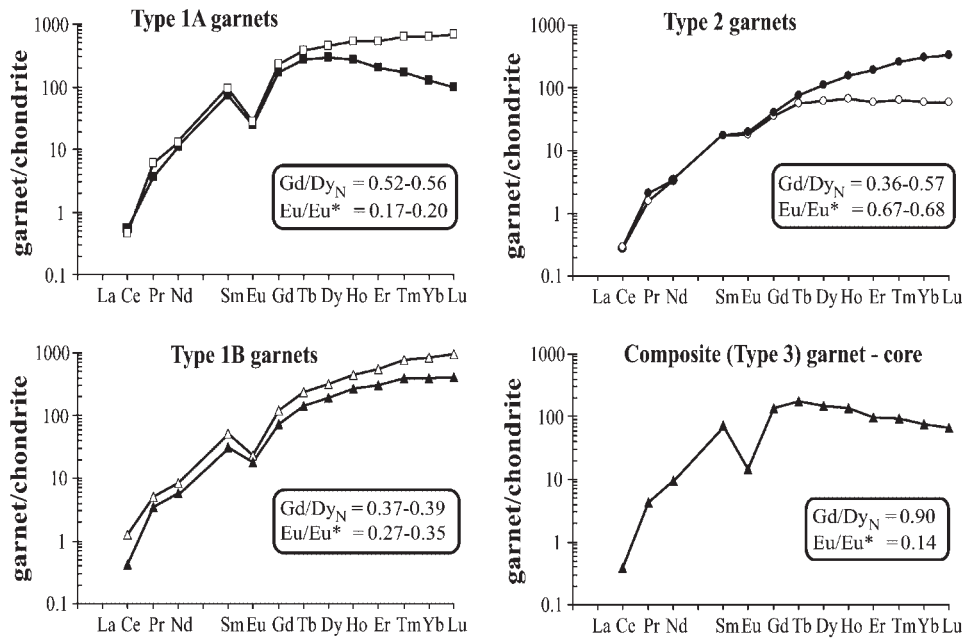 Type 1A garnets
garnet/chondrite
1000
100
10
1
0.1
Gd/DyN = 0.52-0.56
Eu/Eu* = 0.17-0.20
La Ce Pr Nd Sm Eu Gd Tb Dy Ho Er Tm Yb Lu
Type 2 garnets
garnet/chondrite
1000
100
10
1
0.1
Gd/DyN = 0.36-0.57
Eu/Eu* = 0.67-0.68
La Ce Pr Nd Sm Eu Gd Tb Dy Ho Er Tm Yb Lu
Type 1B garnets
garnet/chondrite
1000
100
10
1
0.1
Gd/DyN = 0.37-0.39
Eu/Eu* = 0.27-0.35
La Ce Pr Nd Sm Eu Gd Tb Dy Ho Er Tm Yb Lu
Composite (Type 3) garnet - core
garnet/chondrite
1000
100
10
1
0.1
Gd/DyN = 0.90
Eu/Eu* = 0.14
La Ce Pr Nd Sm Eu Gd Tb Dy Ho Er Tm Yb Lu